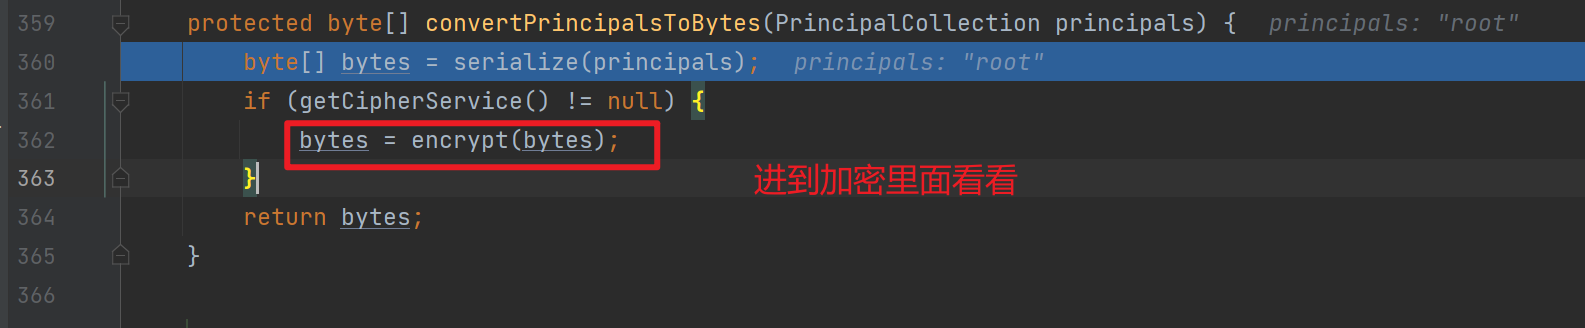 359 protected byte[] convertPrincipalsToBytes(PrincipalCollection principals) { principals: "root"
360 byte[] bytes = serialize(principals); principals: "root"
361 if (getCipherService() != null) {
362 bytes = encrypt(bytes);
363 } 进到加密里面看看
364 return bytes;
365 }
366